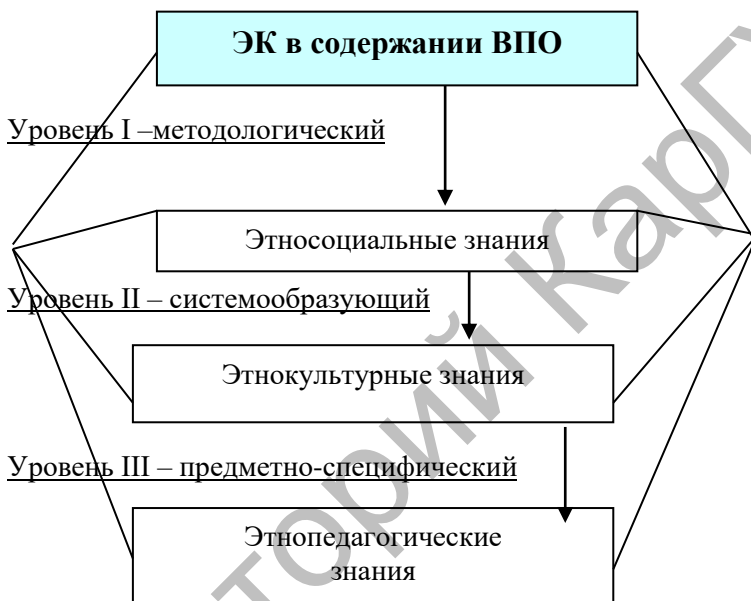 ЭК в содержании ВПО
Уровень I –методологический
Этносоциальные знания
Уровень II – системообразующий
Этнокультурные знания
Уровень III – предметно-специфический
Этнопедагогические
знания